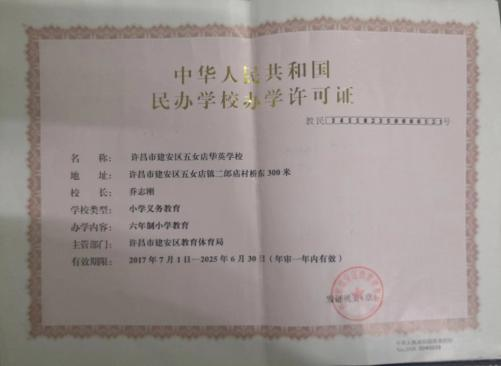 中华人民共和国
民办学校办学许可证
教民 号
名 称： 许昌市建安区五女店华英学校
地 址： 许昌市建安区五女店镇二郎庙村桥东300米
校 长： 乔志刚
学校类型： 小学义务教育
办学内容： 六年制小学教育
主管部门： 许昌市建安区教育体育局
有效期限： 2017年7月1日—2025年6月30日（年审一年内有效）
发证机关（章）